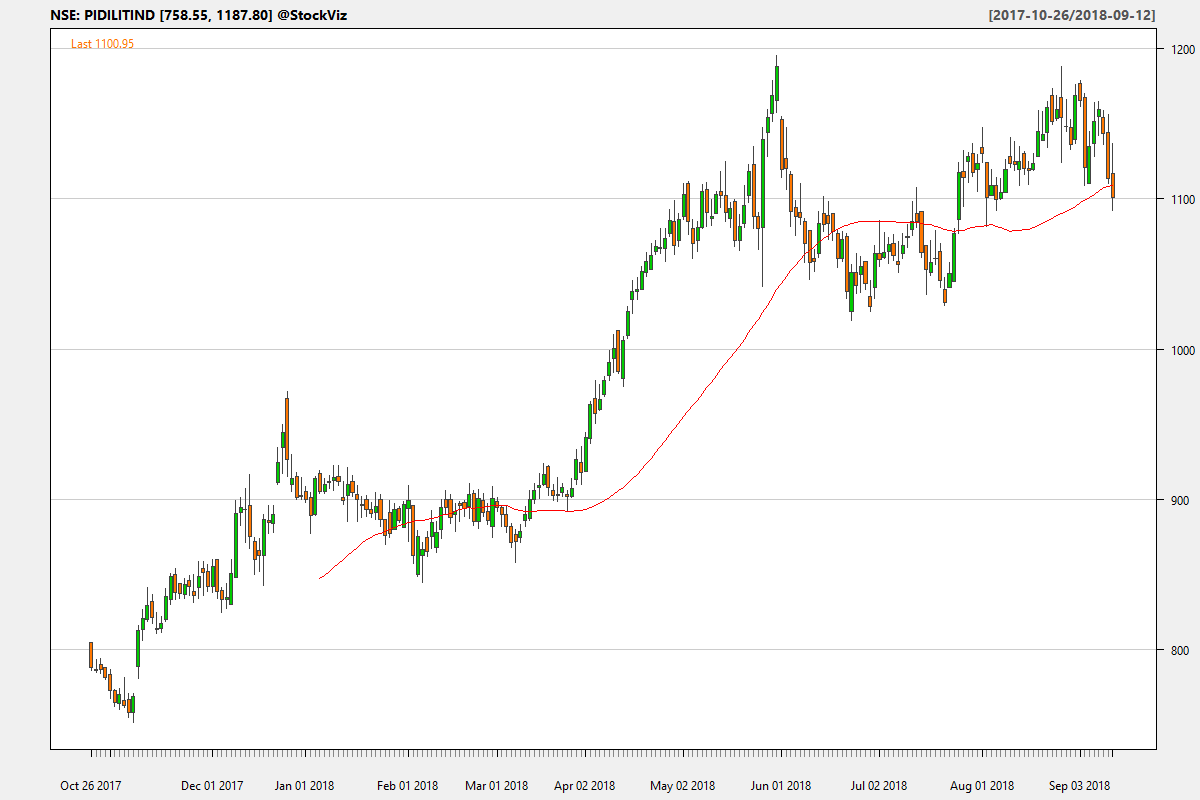 NSE: PIDILITIND [758.55, 1187.80] @StockViz [2017-10-26/2018-09-12]
Last 1100.95
1200
1100
1000
900
800
Oct 26 2017 Dec 01 2017 Jan 01 2018 Feb 01 2018 Mar 01 2018 Apr 02 2018 May 02 2018 Jun 01 2018 Jul 02 2018 Aug 01 2018 Sep 03 2018